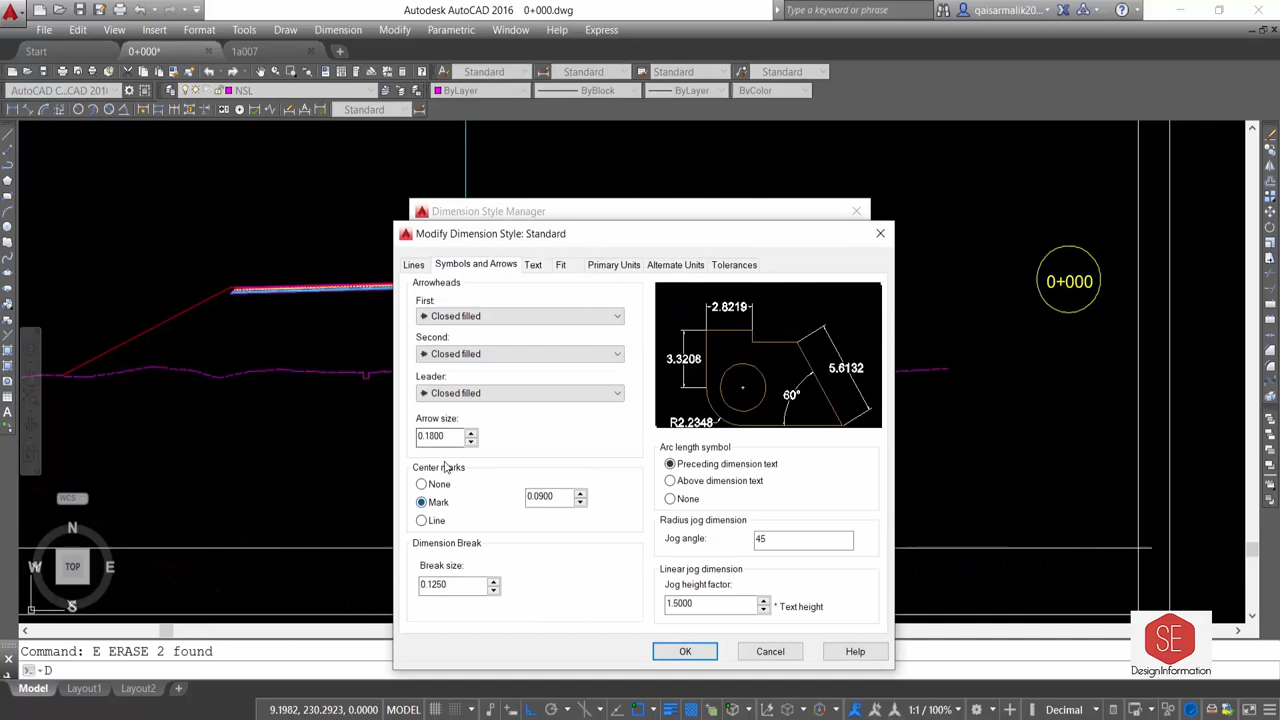 Autodesk AutoCAD 2016 0+000.dwg
Type a keyword or phrase
qaisarmalik20...
File Edit View Insert Format Tools Draw Dimension Modify Parametric Window Help Express
Start 0+000* 1a007
Standard Standard Standard Standard
AutoCAD C...CAD 2016 NSL ByLayer ByBlock ByLayer ByColor
Standard
Dimension Style Manager
Modify Dimension Style: Standard
Lines Symbols and Arrows Text Fit Primary Units Alternate Units Tolerances
Arrowheads
First:
Closed filled
Second:
Closed filled
Leader:
Closed filled
Arrow size:
0.1800
Center marks
None
Mark 0.0900
Line
Dimension Break
Break size:
0.1250
2.8219
3.3208
5.6132
60°
R2.2348
Arc length symbol
Preceding dimension text
Above dimension text
None
Radius jog dimension
Jog angle: 45
Linear jog dimension
Jog height factor:
1.5000 * Text height
OK Cancel Help
0+000
WCS
N
W TOP E
S
SE
Design Information
Command: E ERASE 2 found
D
Model Layout1 Layout2 +
9.1982, 230.2923, 0.0000 MODEL 1:1 / 100% Decimal